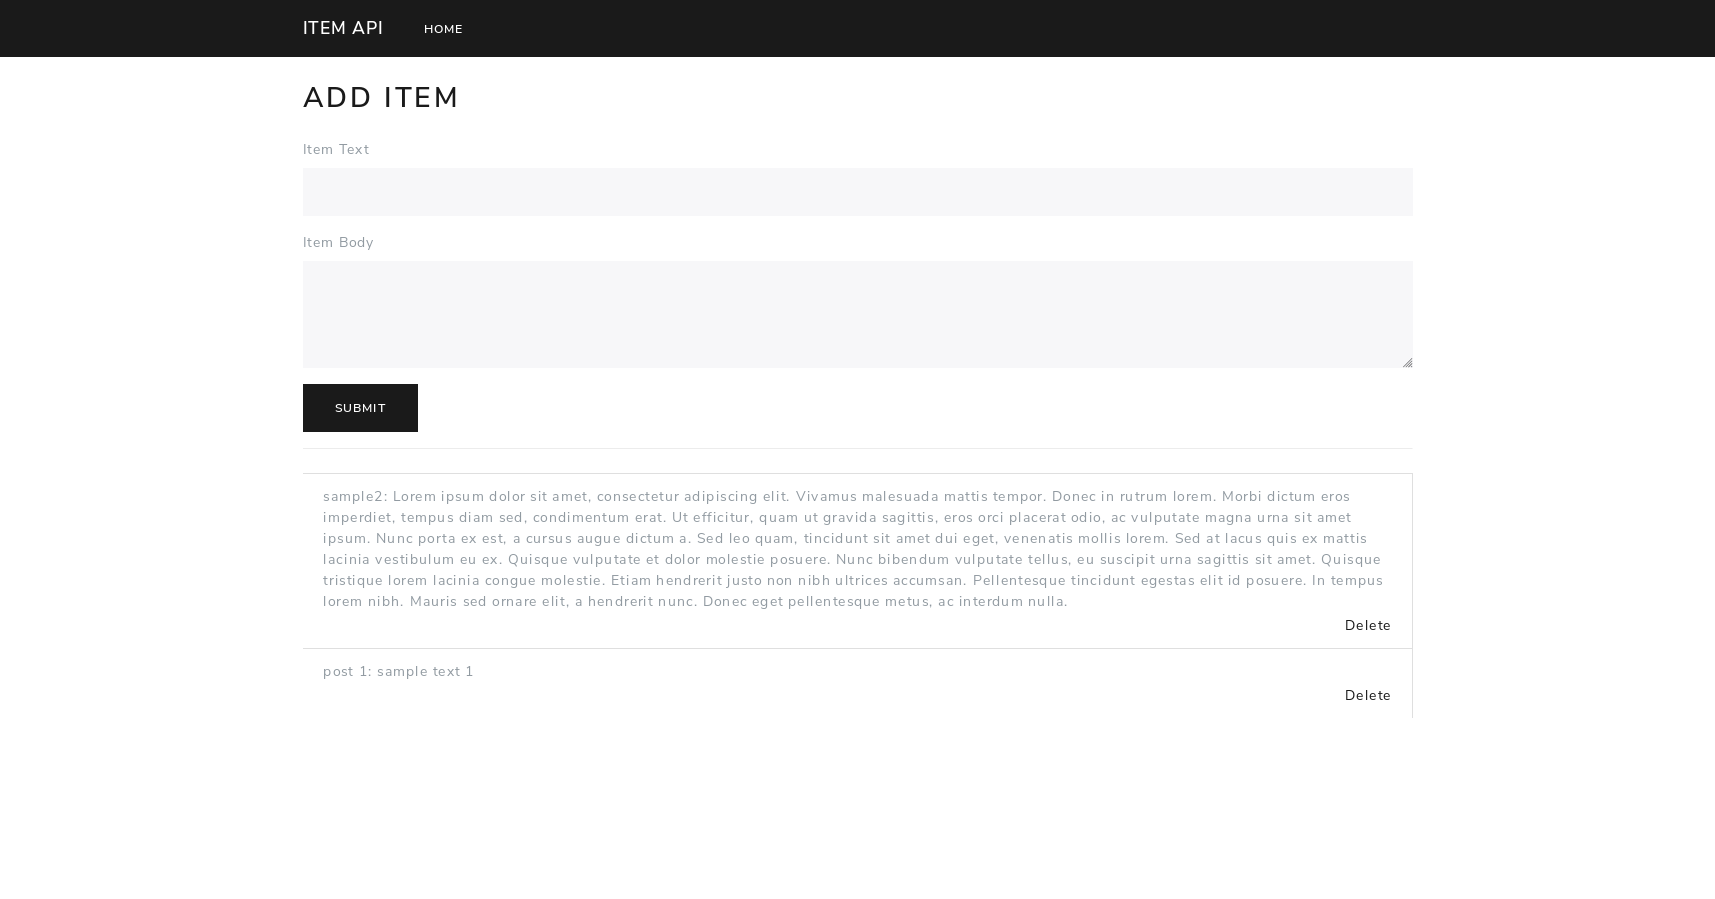 ITEM API HOME
ADD ITEM
Item Text
Item Body
SUBMIT
sample2: Lorem ipsum dolor sit amet, consectetur adipiscing elit. Vivamus malesuada mattis tempor. Donec in rutrum lorem. Morbi dictum eros
imperdiet, tempus diam sed, condimentum erat. Ut efficitur, quam ut gravida sagittis, eros orci placerat odio, ac vulputate magna urna sit amet
ipsum. Nunc porta ex est, a cursus augue dictum a. Sed leo quam, tincidunt sit amet dui eget, venenatis mollis lorem. Sed at lacus quis ex mattis
lacinia vestibulum eu ex. Quisque vulputate et dolor molestie posuere. Nunc bibendum vulputate tellus, eu suscipit urna sagittis sit amet. Quisque
tristique lorem lacinia congue molestie. Etiam hendrerit justo non nibh ultrices accumsan. Pellentesque tincidunt egestas elit id posuere. In tempus
lorem nibh. Mauris sed ornare elit, a hendrerit nunc. Donec eget pellentesque metus, ac interdum nulla.
Delete
post 1: sample text 1
Delete